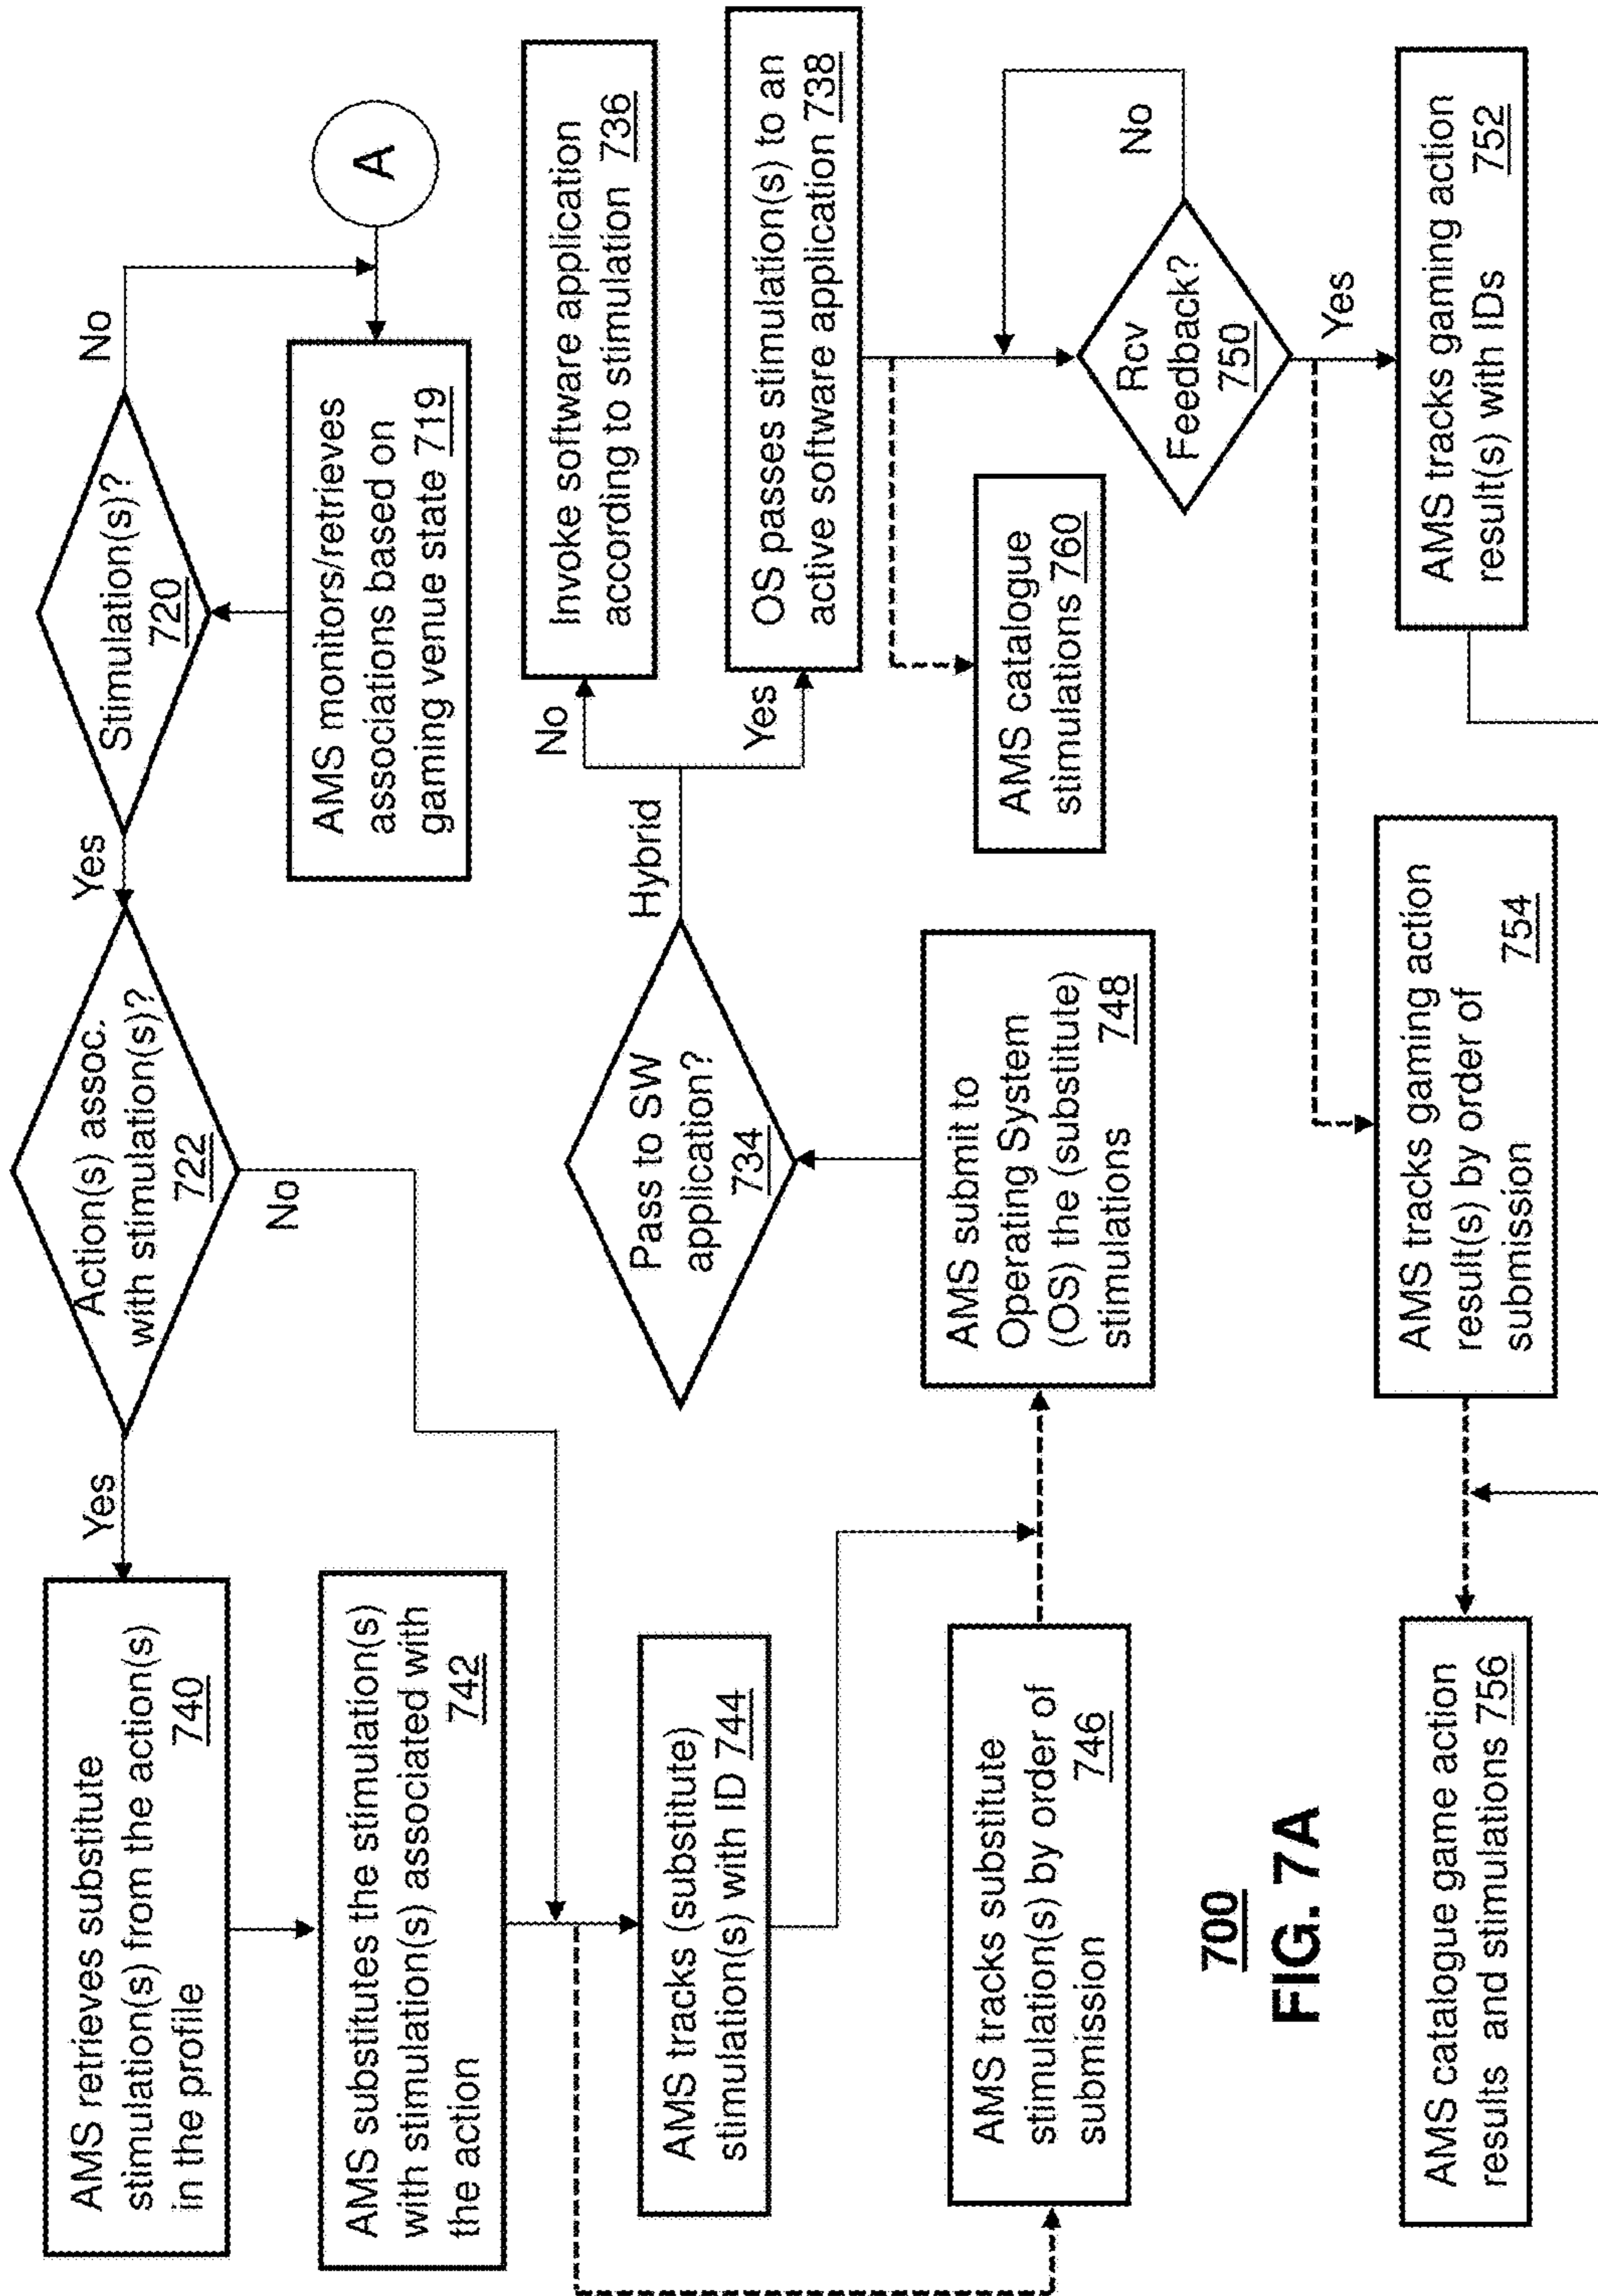 A
AMS monitors/retrieves
associations based on
gaming venue state 719
Stimulation(s)?
720
No
Yes
Action(s) assoc.
with stimulation(s)?
722
No
Yes
AMS retrieves substitute
stimulation(s) from the action(s)
in the profile
740
AMS substitutes the stimulation(s)
with stimulation(s) associated with
the action
742
AMS tracks (substitute)
stimulation(s) with ID 744
AMS tracks substitute
stimulation(s) by order of
submission
746
AMS submit to
Operating System
(OS) the (substitute)
stimulations
748
Pass to SW
application?
734
Hybrid
No
Yes
Invoke software application
according to stimulation 736
OS passes stimulation(s) to an
active software application 738
AMS catalogue
stimulations 760
Rcv
Feedback?
750
No
Yes
AMS tracks gaming action
result(s) with IDs
752
AMS tracks gaming action
result(s) by order of
submission
754
AMS catalogue game action
results and stimulations 756
700
FIG. 7A